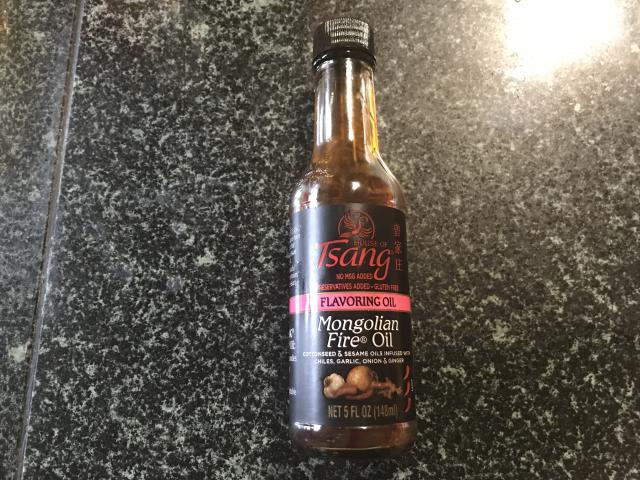 HOUSE OF
Tsang
NO MSG ADDED
PRESERVATIVES ADDED • GLUTEN FREE
FLAVORING OIL
Mongolian
Fire® Oil
COTTONSEED & SESAME OILS INFUSED WITH
CHILES, GARLIC, ONION & GINGER
NET 5 FL OZ (148ml)